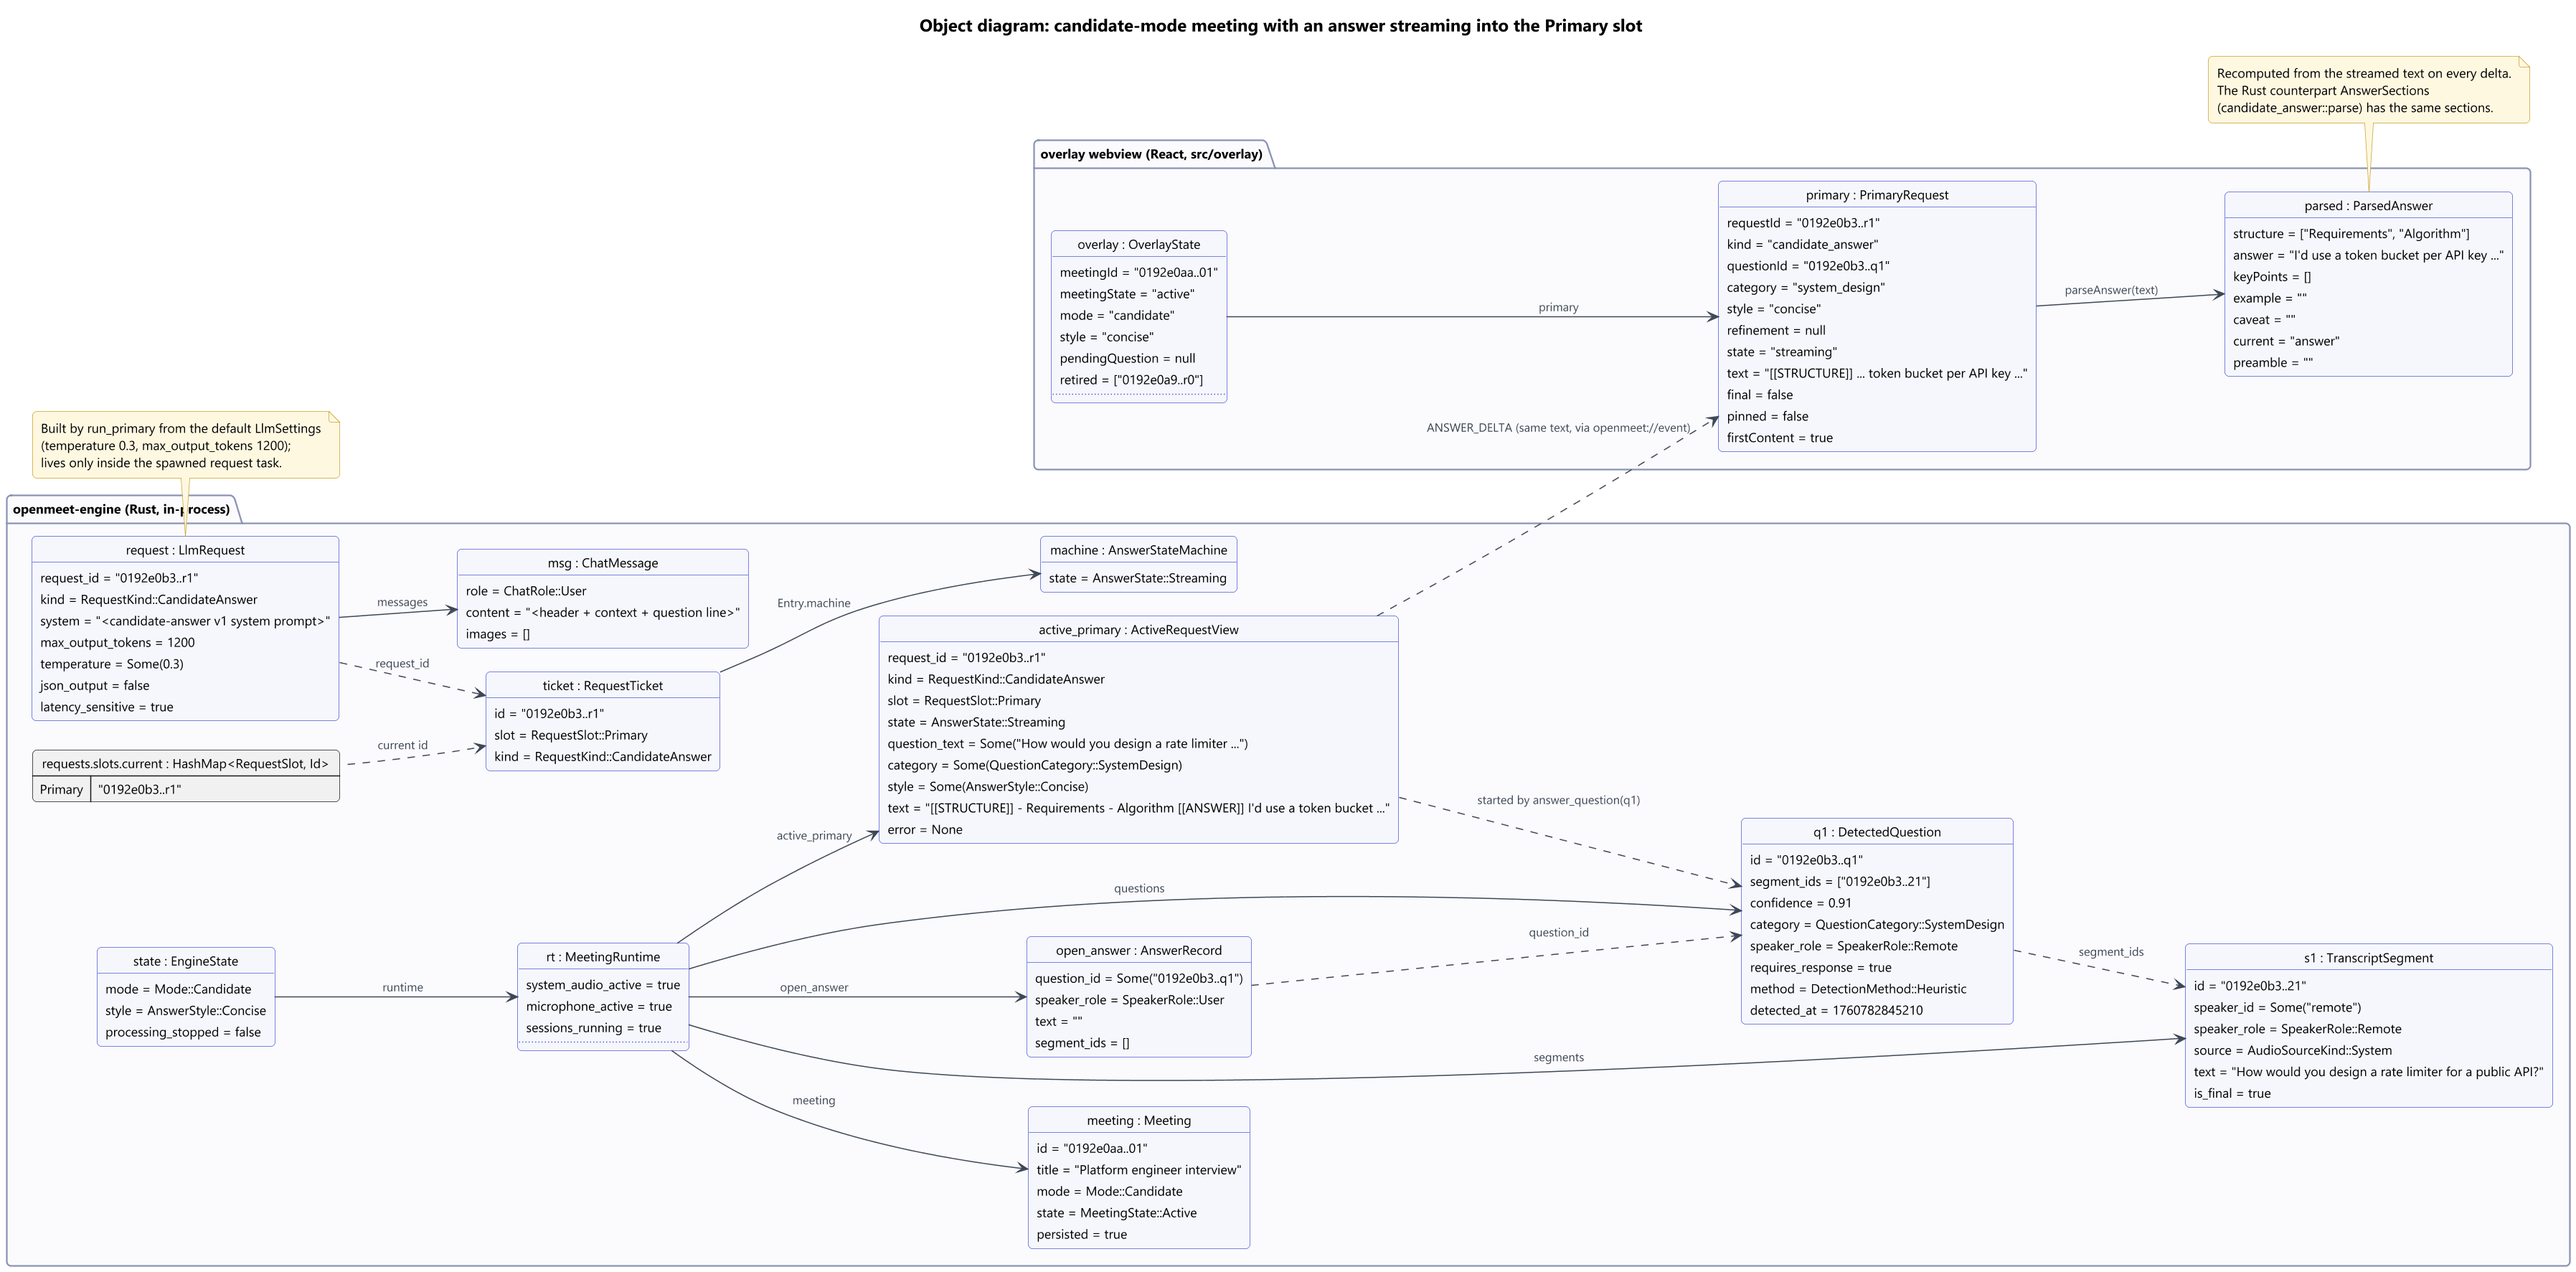 Object diagram: candidate-mode meeting with an answer streaming into the Primary slot
Recomputed from the streamed text on every delta.
The Rust counterpart AnswerSections
(candidate_answer::parse) has the same sections.
overlay webview (React, src/overlay)
overlay : OverlayState
meetingId = "0192e0aa..01"
meetingState = "active"
mode = "candidate"
style = "concise"
pendingQuestion = null
retired = ["0192e0a9..r0"]
primary
primary : PrimaryRequest
requestId = "0192e0b3..r1"
kind = "candidate_answer"
questionId = "0192e0b3..q1"
category = "system_design"
style = "concise"
refinement = null
state = "streaming"
text = "[[STRUCTURE]] ... token bucket per API key ..."
final = false
pinned = false
firstContent = true
parseAnswer(text)
parsed : ParsedAnswer
structure = ["Requirements", "Algorithm"]
answer = "I'd use a token bucket per API key ..."
keyPoints = []
example = ""
caveat = ""
current = "answer"
preamble = ""
ANSWER_DELTA (same text, via openmeet://event)
Built by run_primary from the default LlmSettings
(temperature 0.3, max_output_tokens 1200);
lives only inside the spawned request task.
openmeet-engine (Rust, in-process)
request : LlmRequest
request_id = "0192e0b3..r1"
kind = RequestKind::CandidateAnswer
system = "<candidate-answer v1 system prompt>"
max_output_tokens = 1200
temperature = Some(0.3)
json_output = false
latency_sensitive = true
messages
msg : ChatMessage
role = ChatRole::User
content = "<header + context + question line>"
images = []
request_id
ticket : RequestTicket
id = "0192e0b3..r1"
slot = RequestSlot::Primary
kind = RequestKind::CandidateAnswer
current id
requests.slots.current : HashMap<RequestSlot, Id>
Primary "0192e0b3..r1"
Entry.machine
machine : AnswerStateMachine
state = AnswerState::Streaming
active_primary : ActiveRequestView
request_id = "0192e0b3..r1"
kind = RequestKind::CandidateAnswer
slot = RequestSlot::Primary
state = AnswerState::Streaming
question_text = Some("How would you design a rate limiter ...")
category = Some(QuestionCategory::SystemDesign)
style = Some(AnswerStyle::Concise)
text = "[[STRUCTURE]] - Requirements - Algorithm [[ANSWER]] I'd use a token bucket ..."
error = None
active_primary
started by answer_question(q1)
questions
q1 : DetectedQuestion
id = "0192e0b3..q1"
segment_ids = ["0192e0b3..21"]
confidence = 0.91
category = QuestionCategory::SystemDesign
speaker_role = SpeakerRole::Remote
requires_response = true
method = DetectionMethod::Heuristic
detected_at = 1760782845210
state : EngineState
mode = Mode::Candidate
style = AnswerStyle::Concise
processing_stopped = false
runtime
rt : MeetingRuntime
system_audio_active = true
microphone_active = true
sessions_running = true
open_answer
open_answer : AnswerRecord
question_id = Some("0192e0b3..q1")
speaker_role = SpeakerRole::User
text = ""
segment_ids = []
question_id
segment_ids
s1 : TranscriptSegment
id = "0192e0b3..21"
speaker_id = Some("remote")
speaker_role = SpeakerRole::Remote
source = AudioSourceKind::System
text = "How would you design a rate limiter for a public API?"
is_final = true
segments
meeting
meeting : Meeting
id = "0192e0aa..01"
title = "Platform engineer interview"
mode = Mode::Candidate
state = MeetingState::Active
persisted = true